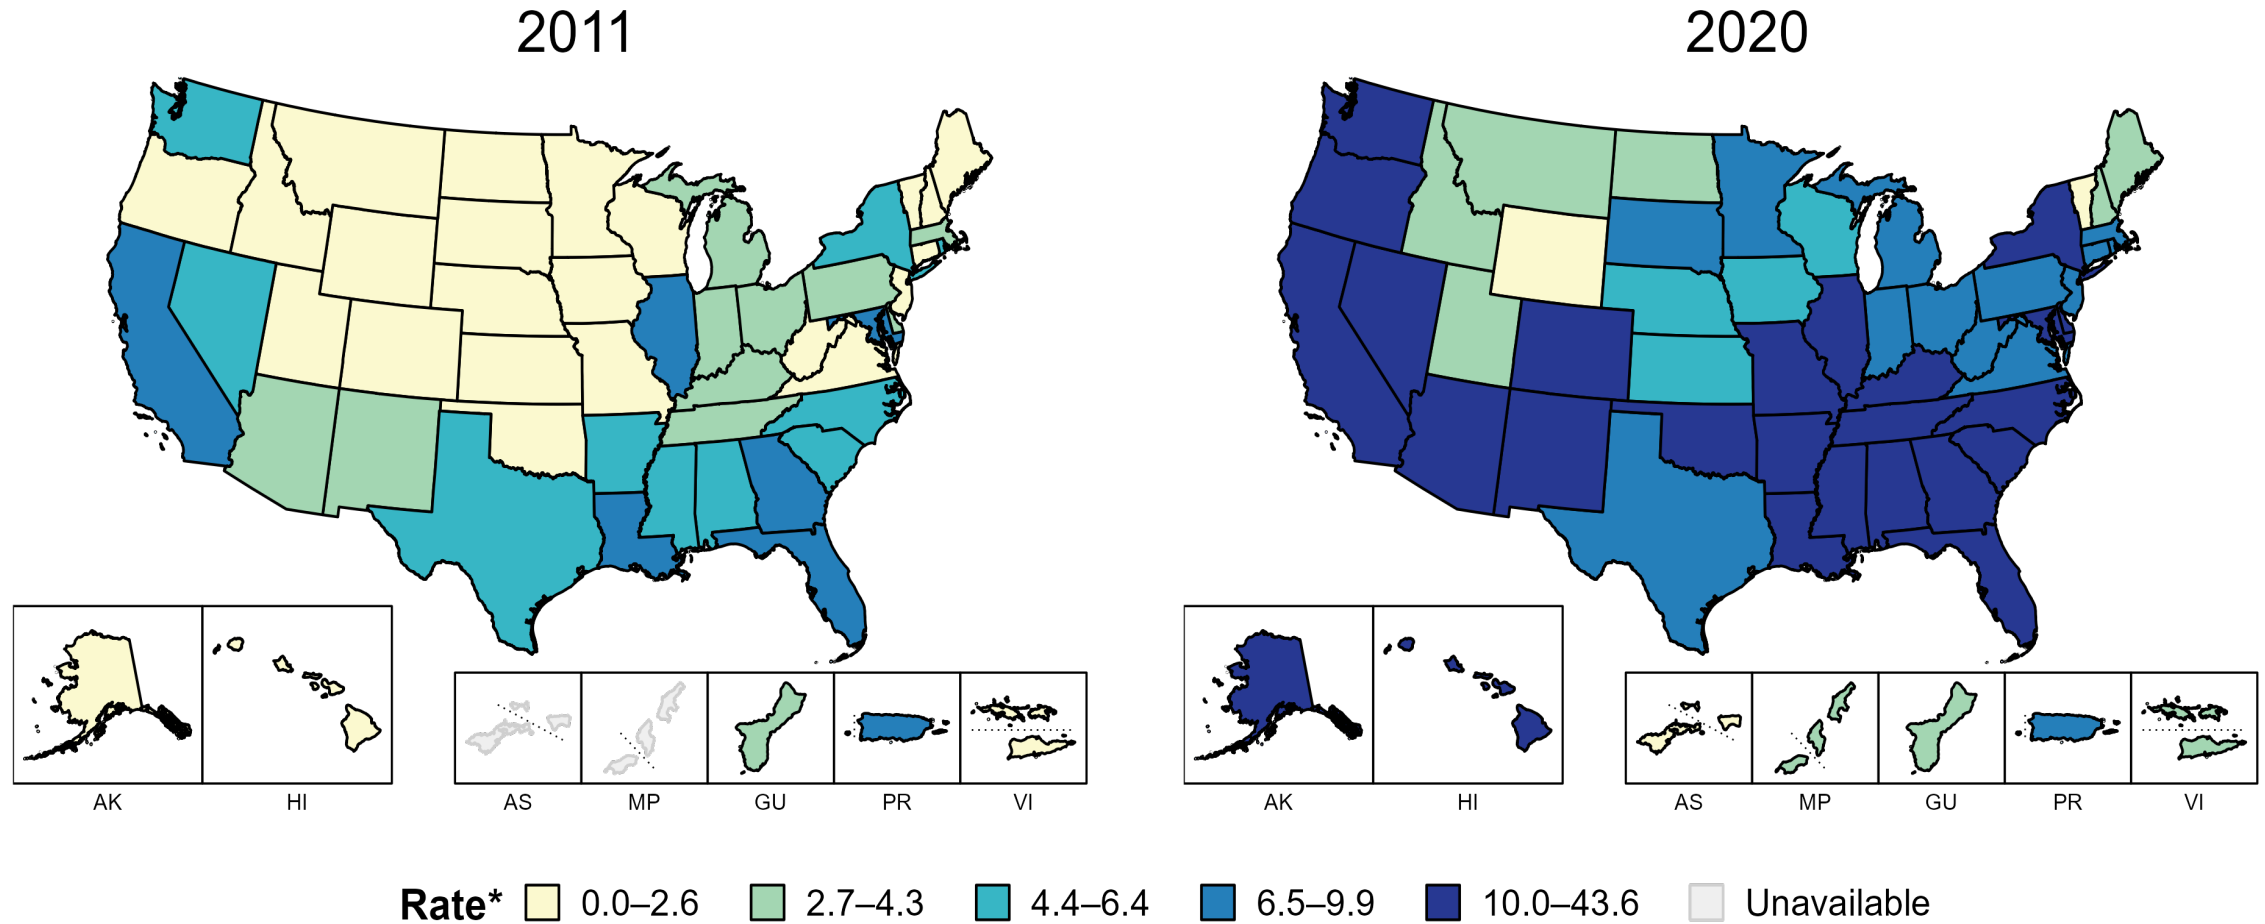 2011 2020
AK HI AS MP GU PR VI AK HI AS MP GU PR VI
Rate* 0.0–2.6 2.7–4.3 4.4–6.4 6.5–9.9 10.0–43.6 Unavailable